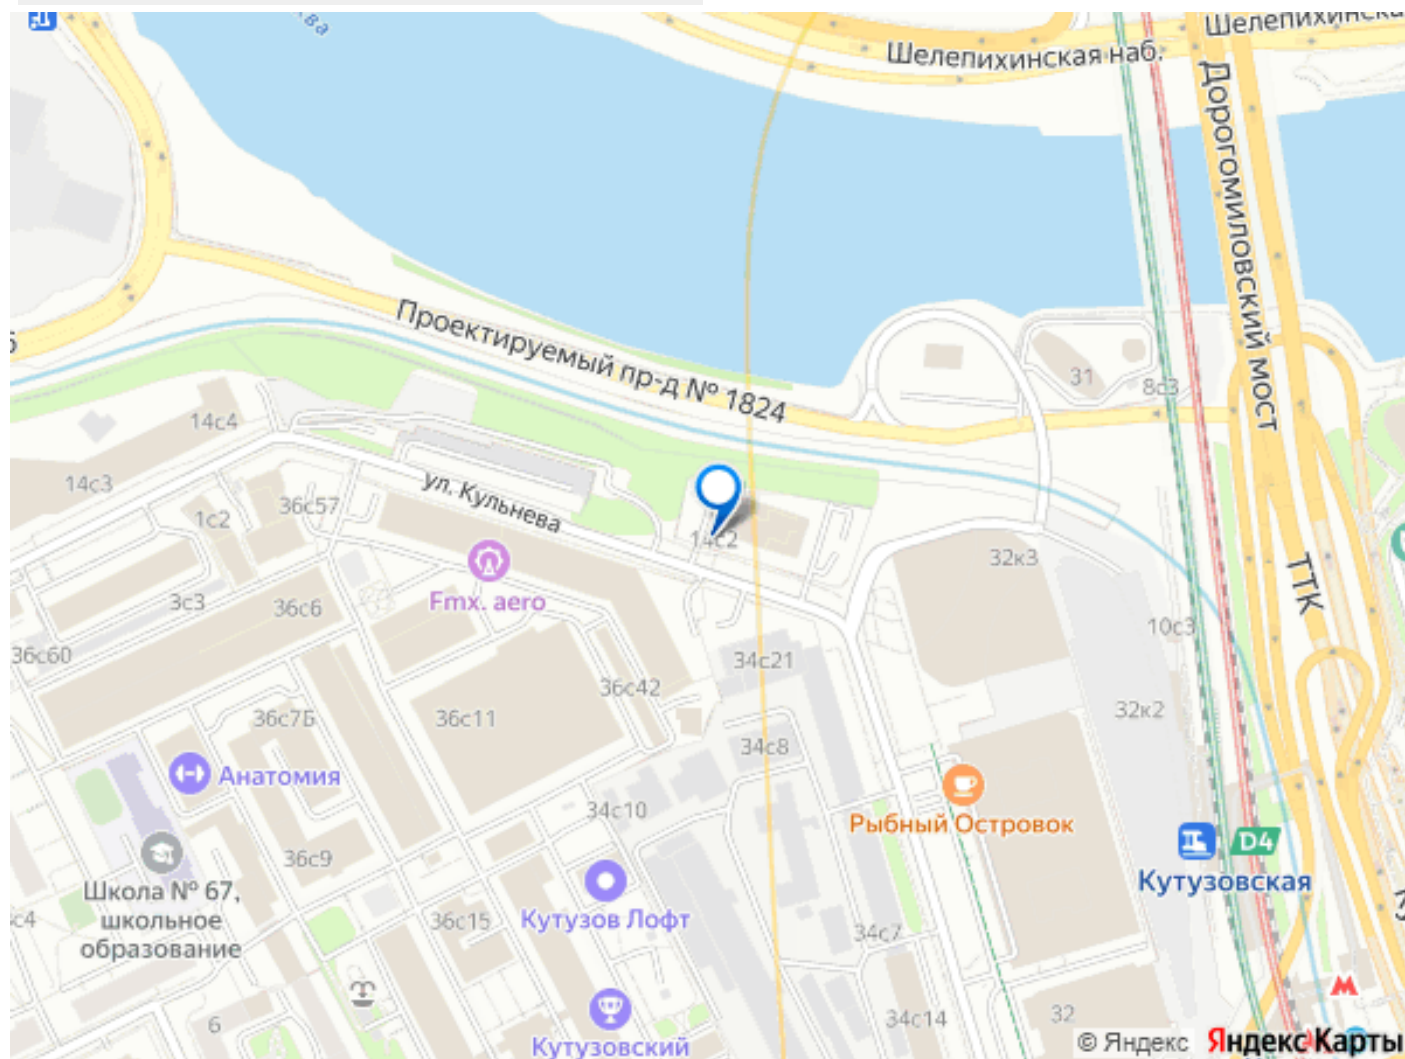 Шелепихинска
Шелепихинская наб.
Дорогомиловский мост
Проектируемый пр-д № 1824
31
8с3
14с4
14с3
ул. Кульнева
36с57
1с2
14с2
32к3
ТТК
Fmx. aero
3с3
36с6
10с3
36с60
34с21
36с42
36с7Б
36с11
32к2
34с8
Анатомия
34с10
Рыбный Островок
D4
Кутузовская
36с9
Школа № 67,
школьное
образование
Кутузов Лофт
36с15
34с7
с4
6
34с14
32
Кутузовский
© Яндекс Яндекс Карты